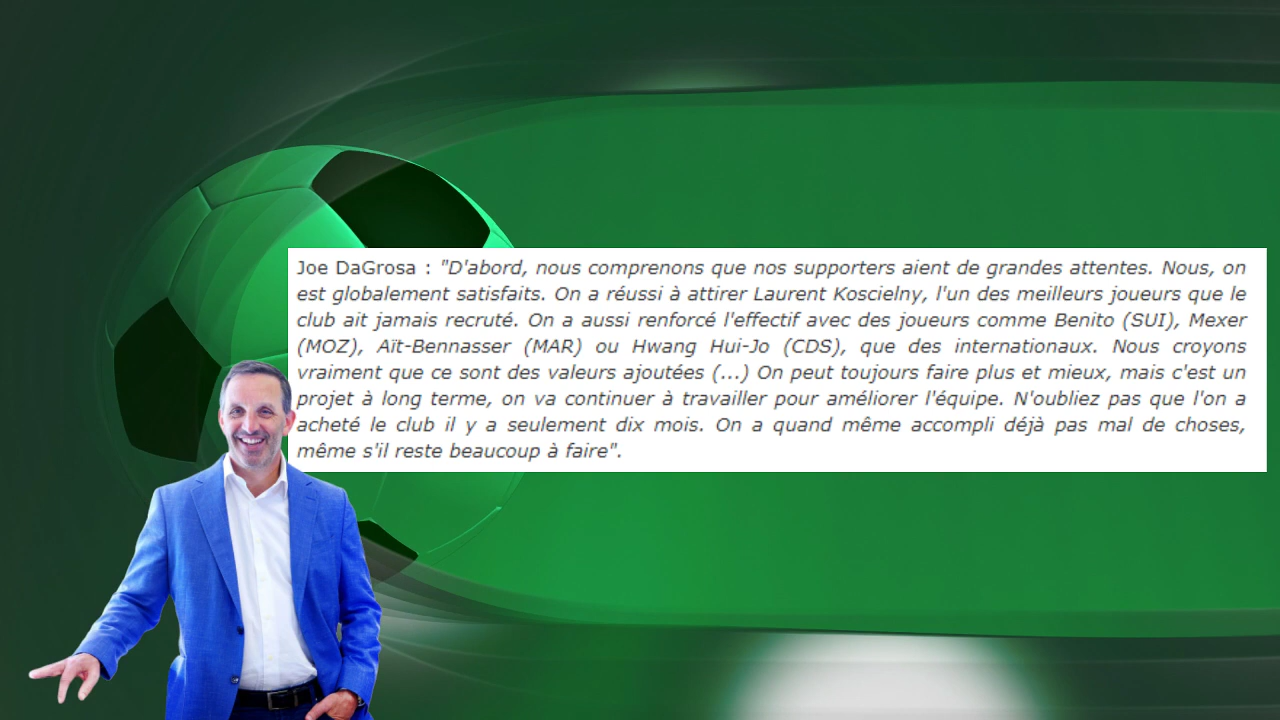 Joe DaGrosa : "D'abord, nous comprenons que nos supporters aient de grandes attentes. Nous, on
est globalement satisfaits. On a réussi à attirer Laurent Koscielny, l'un des meilleurs joueurs que le
club ait jamais recruté. On a aussi renforcé l'effectif avec des joueurs comme Benito (SUI), Mexer
(MOZ), Aït-Bennasser (MAR) ou Hwang Hui-Jo (CDS), que des internationaux. Nous croyons
vraiment que ce sont des valeurs ajoutées (...) On peut toujours faire plus et mieux, mais c'est un
projet à long terme, on va continuer à travailler pour améliorer l'équipe. N'oubliez pas que l'on a
acheté le club il y a seulement dix mois. On a quand même accompli déjà pas mal de choses,
même s'il reste beaucoup à faire".